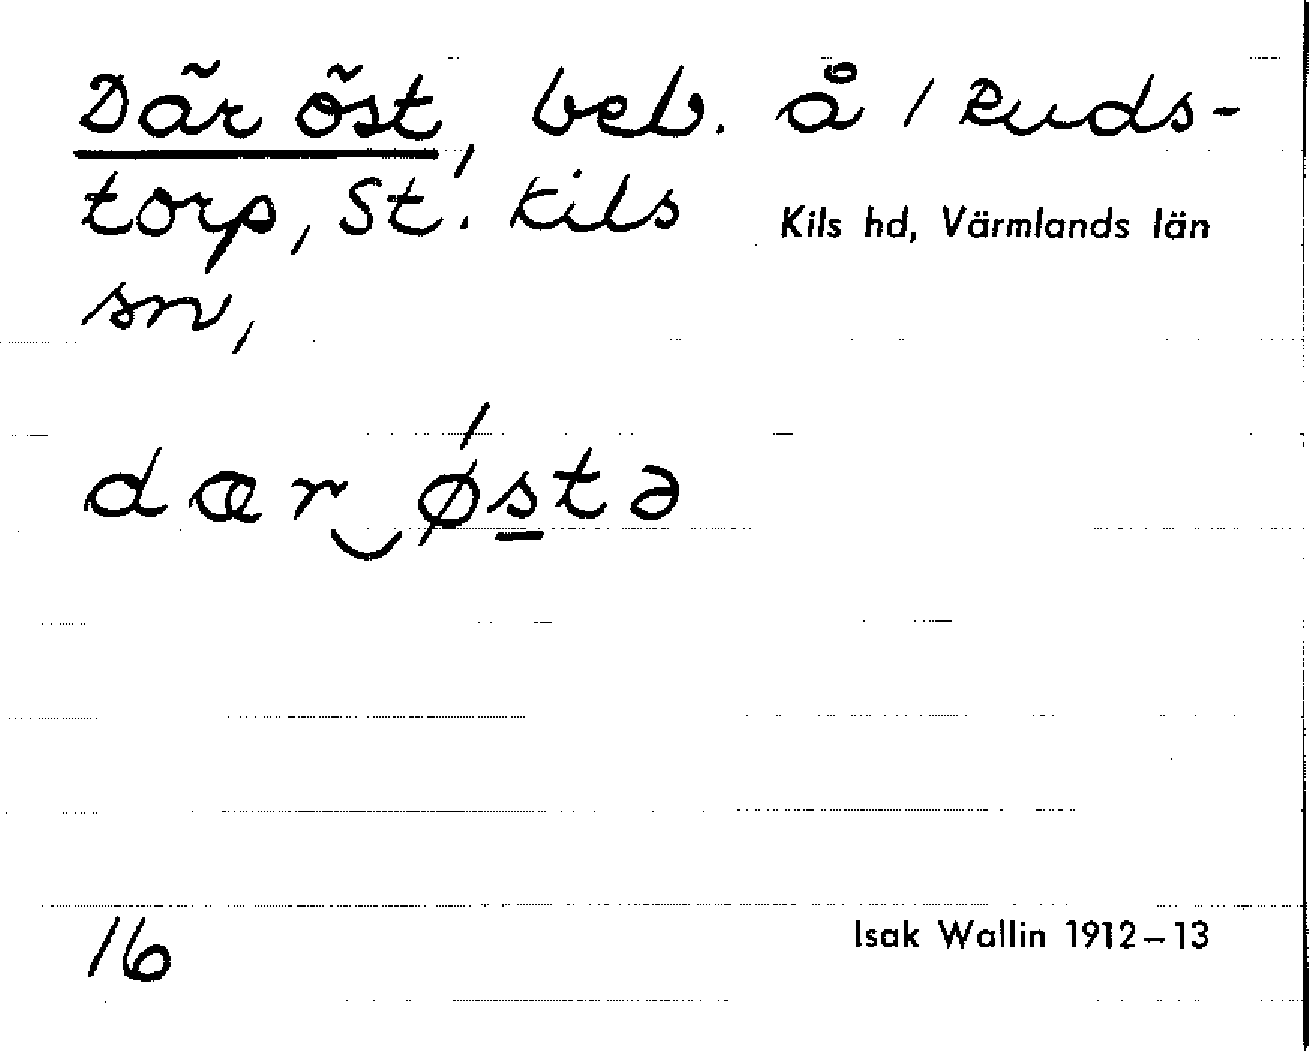 Där öst, beb. å 1 Ruds-
torp, St. Kils
Kils hd, Värmlands län
sn,
dær‿østə
16
Isak Wallin 1912–13